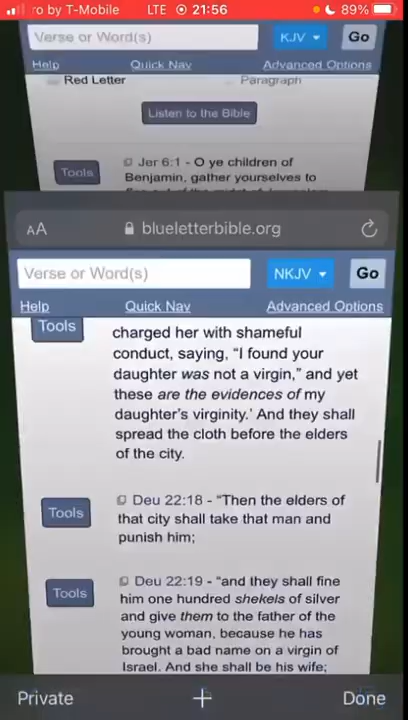 ro by T-Mobile LTE 21:56 89%
Verse or Word(s) KJV Go
Help Quick Nav Advanced Options
Red Letter Paragraph
Listen to the Bible
Tools
Jer 6:1 - O ye children of
Benjamin, gather yourselves to
AA blueletterbible.org
Verse or Word(s) NKJV Go
Help Quick Nav Advanced Options
Tools
charged her with shameful
conduct, saying, “I found your
daughter was not a virgin,” and yet
these are the evidences of my
daughter’s virginity.’ And they shall
spread the cloth before the elders
of the city.
Tools
Deu 22:18 - “Then the elders of
that city shall take that man and
punish him;
Tools
Deu 22:19 - “and they shall fine
him one hundred shekels of silver
and give them to the father of the
young woman, because he has
brought a bad name on a virgin of
Israel. And she shall be his wife;
Private + Done